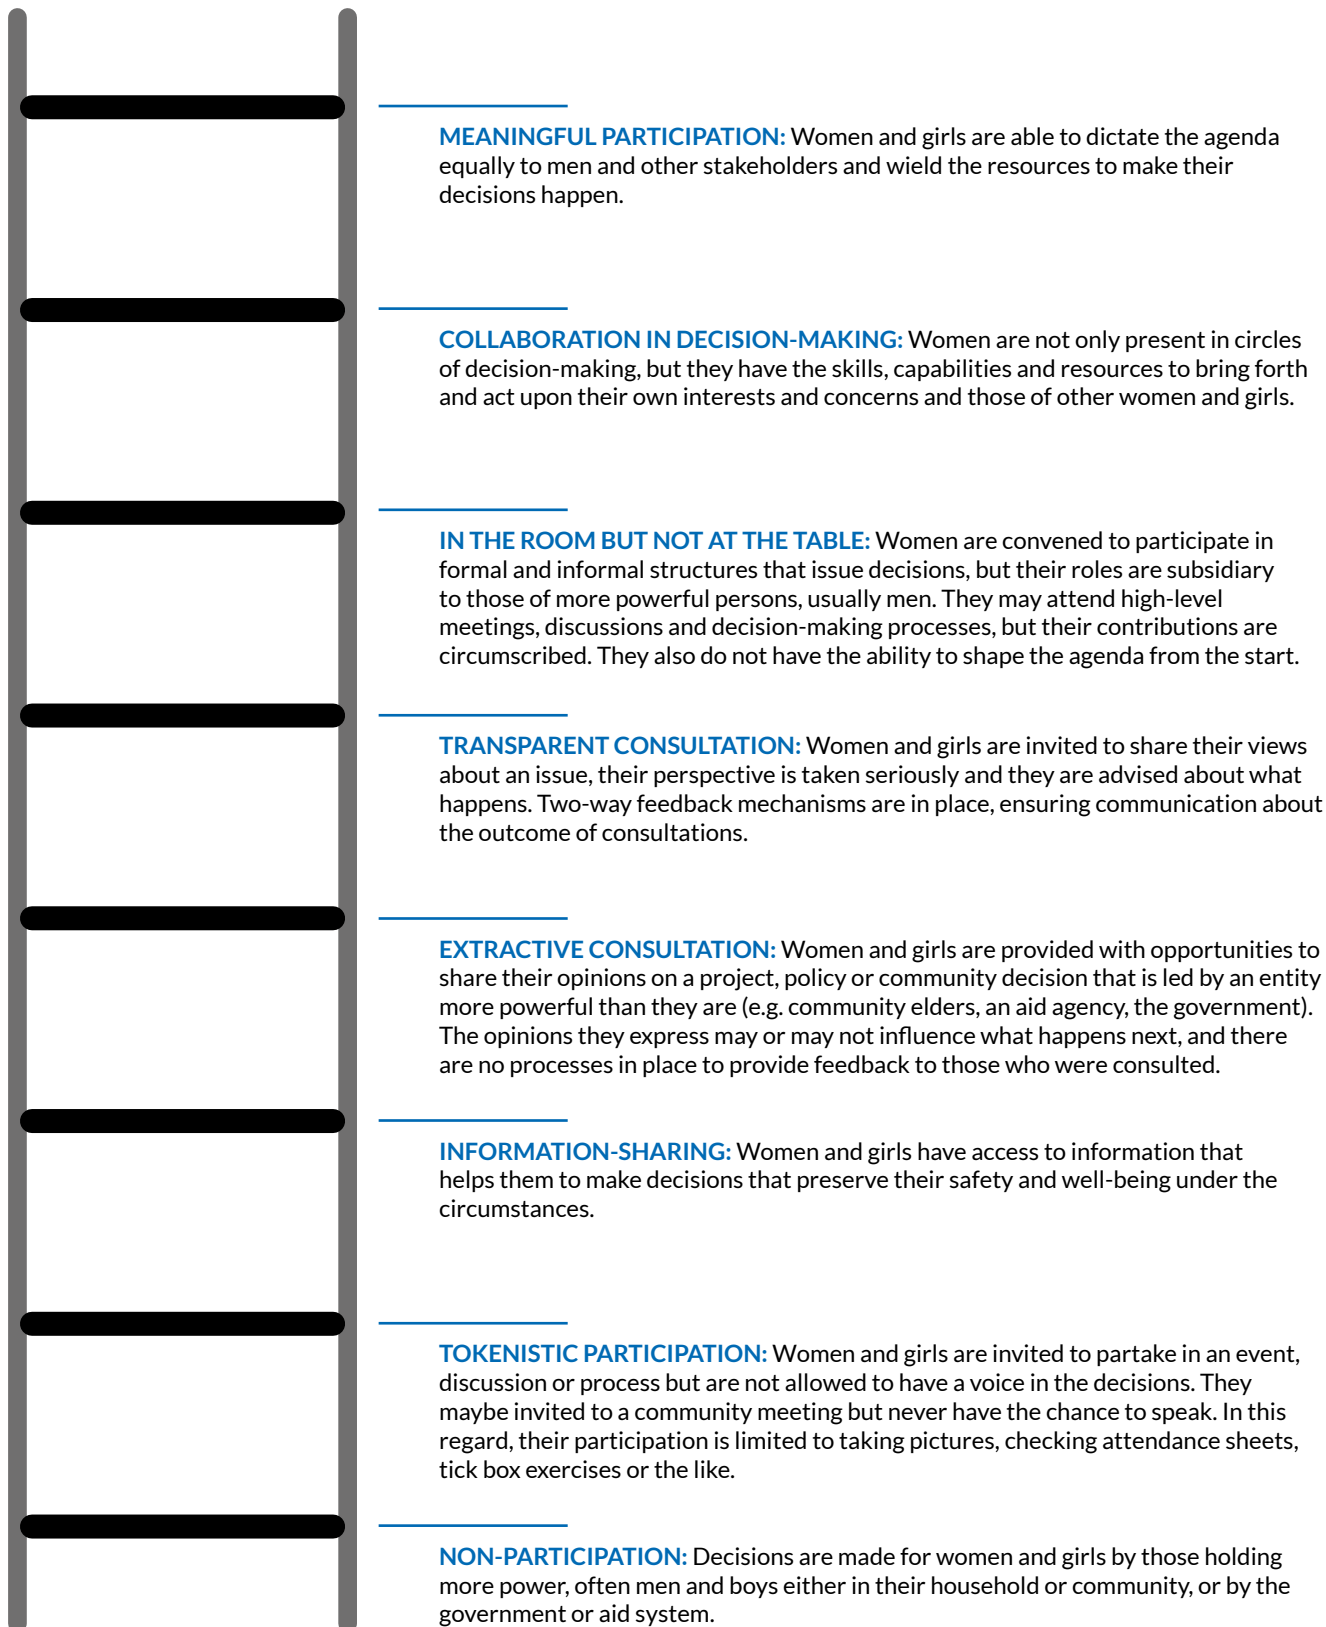 MEANINGFUL PARTICIPATION: Women and girls are able to dictate the agenda
equally to men and other stakeholders and wield the resources to make their
decisions happen.
COLLABORATION IN DECISION-MAKING: Women are not only present in circles
of decision-making, but they have the skills, capabilities and resources to bring forth
and act upon their own interests and concerns and those of other women and girls.
IN THE ROOM BUT NOT AT THE TABLE: Women are convened to participate in
formal and informal structures that issue decisions, but their roles are subsidiary
to those of more powerful persons, usually men. They may attend high-level
meetings, discussions and decision-making processes, but their contributions are
circumscribed. They also do not have the ability to shape the agenda from the start.
TRANSPARENT CONSULTATION: Women and girls are invited to share their views
about an issue, their perspective is taken seriously and they are advised about what
happens. Two-way feedback mechanisms are in place, ensuring communication about
the outcome of consultations.
EXTRACTIVE CONSULTATION: Women and girls are provided with opportunities to
share their opinions on a project, policy or community decision that is led by an entity
more powerful than they are (e.g. community elders, an aid agency, the government).
The opinions they express may or may not influence what happens next, and there
are no processes in place to provide feedback to those who were consulted.
INFORMATION-SHARING: Women and girls have access to information that
helps them to make decisions that preserve their safety and well-being under the
circumstances.
TOKENISTIC PARTICIPATION: Women and girls are invited to partake in an event,
discussion or process but are not allowed to have a voice in the decisions. They
maybe invited to a community meeting but never have the chance to speak. In this
regard, their participation is limited to taking pictures, checking attendance sheets,
tick box exercises or the like.
NON-PARTICIPATION: Decisions are made for women and girls by those holding
more power, often men and boys either in their household or community, or by the
government or aid system.